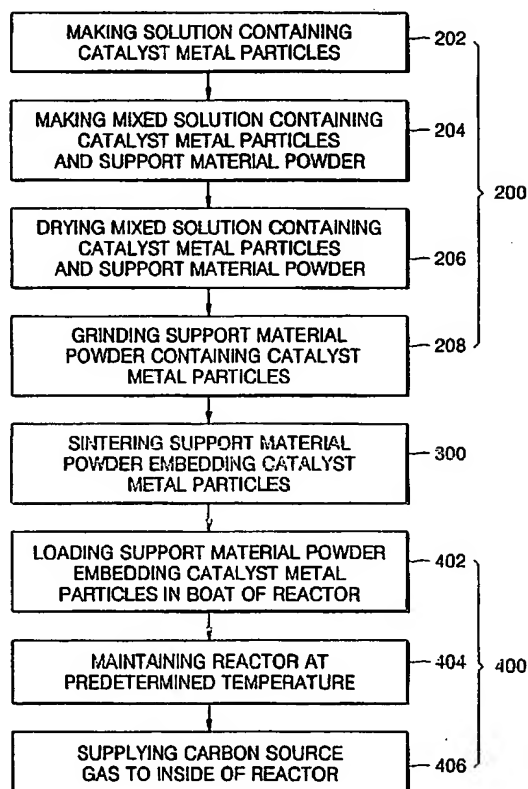 MAKING SOLUTION CONTAINING
CATALYST METAL PARTICLES
202
MAKING MIXED SOLUTION CONTAINING
CATALYST METAL PARTICLES
AND SUPPORT MATERIAL POWDER
204
200
DRYING MIXED SOLUTION CONTAINING
CATALYST METAL PARTICLES
AND SUPPORT MATERIAL POWDER
206
GRINDING SUPPORT MATERIAL
POWDER CONTAINING CATALYST
METAL PARTICLES
208
SINTERING SUPPORT MATERIAL
POWDER EMBEDDING CATALYST
METAL PARTICLES
300
LOADING SUPPORT MATERIAL POWDER
EMBEDDING CATALYST METAL
PARTICLES IN BOAT OF REACTOR
402
MAINTAINING REACTOR AT
PREDETERMINED TEMPERATURE
404
400
SUPPLYING CARBON SOURCE
GAS TO INSIDE OF REACTOR
406